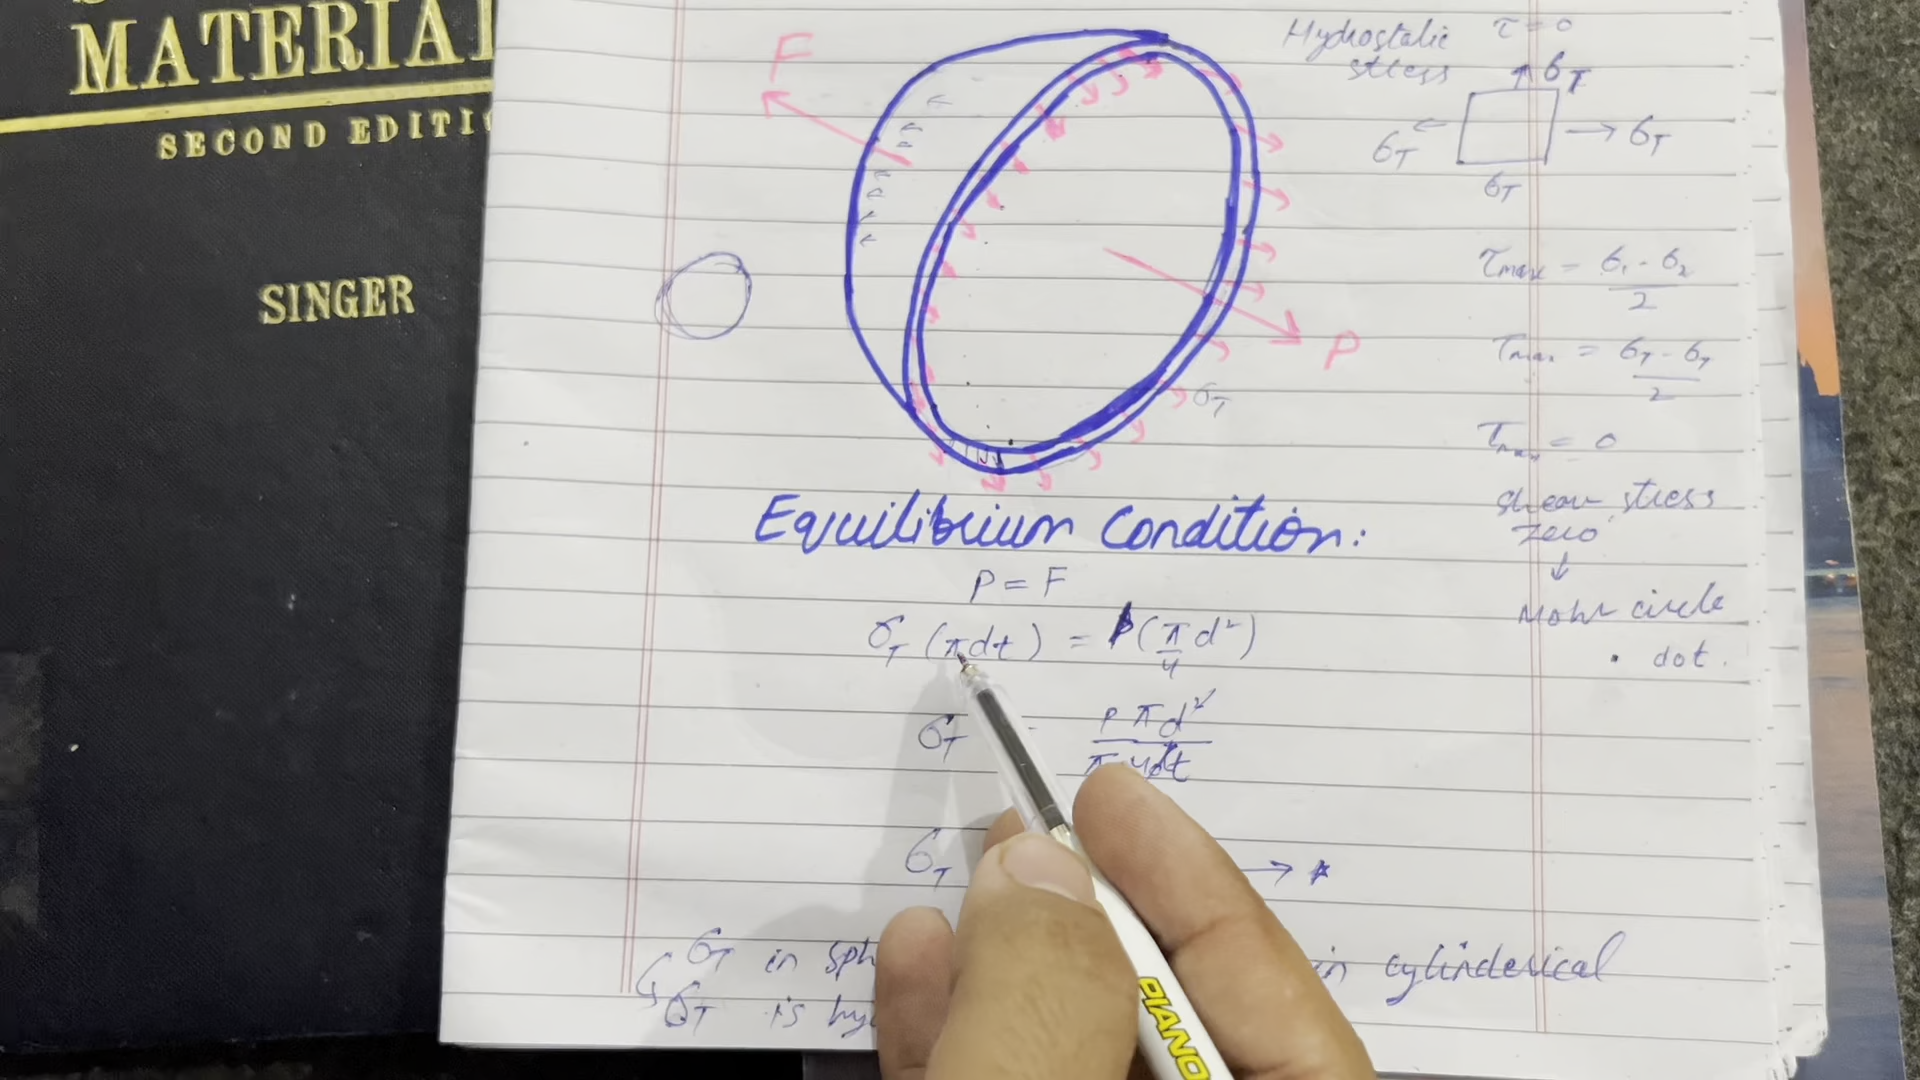 MATERIAL
SECOND EDITI
SINGER
F
P
σT
Hydrostatic τ = 0
stress
σT
σT
σT
σT
τmax = σ1 - σ2
2
τmax = σT - σT
2
τmax = 0
shear stress
zero
↓
Mohr circle
. dot.
Equilibrium Condition:
P = F
σT (πdt) = P(π/4 d²)
σT
P π d²
π 4dt
σT → *
σT in sph in cylinderical
σT is hy
PIANO